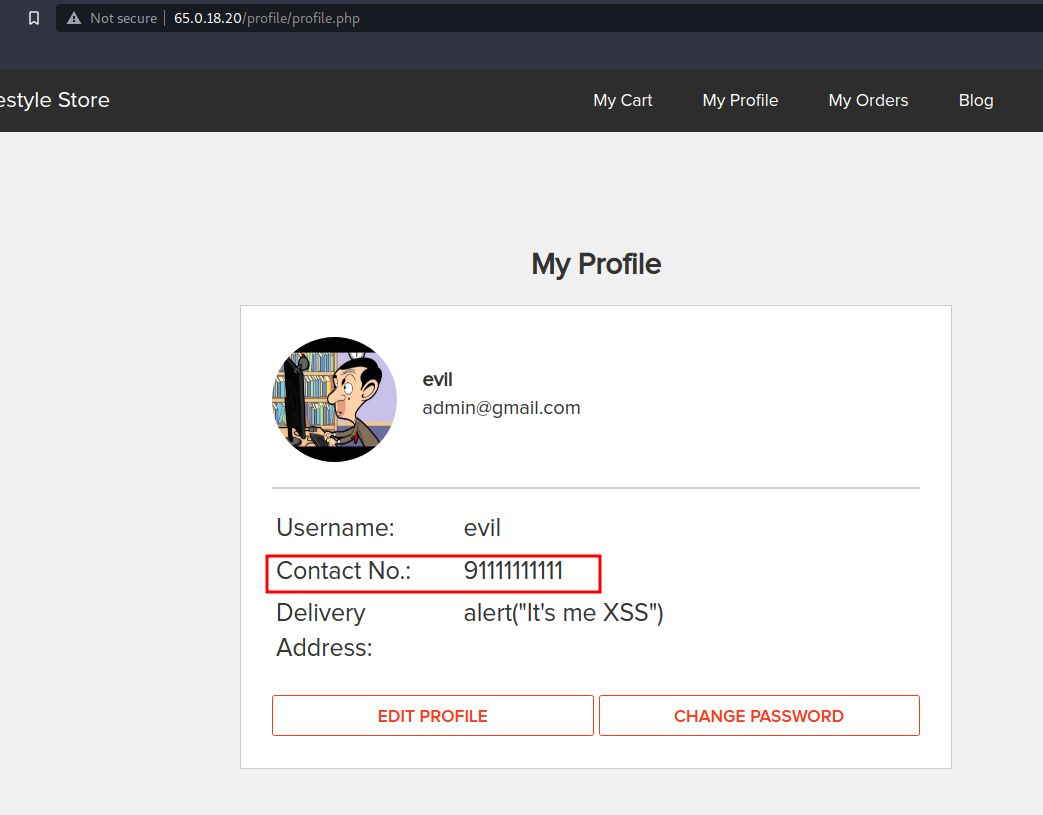 Not secure 65.0.18.20/profile/profile.php
estyle Store My Cart My Profile My Orders Blog
My Profile
evil
admin@gmail.com
Username: evil
Contact No.: 91111111111
Delivery alert("It's me XSS")
Address:
EDIT PROFILE CHANGE PASSWORD